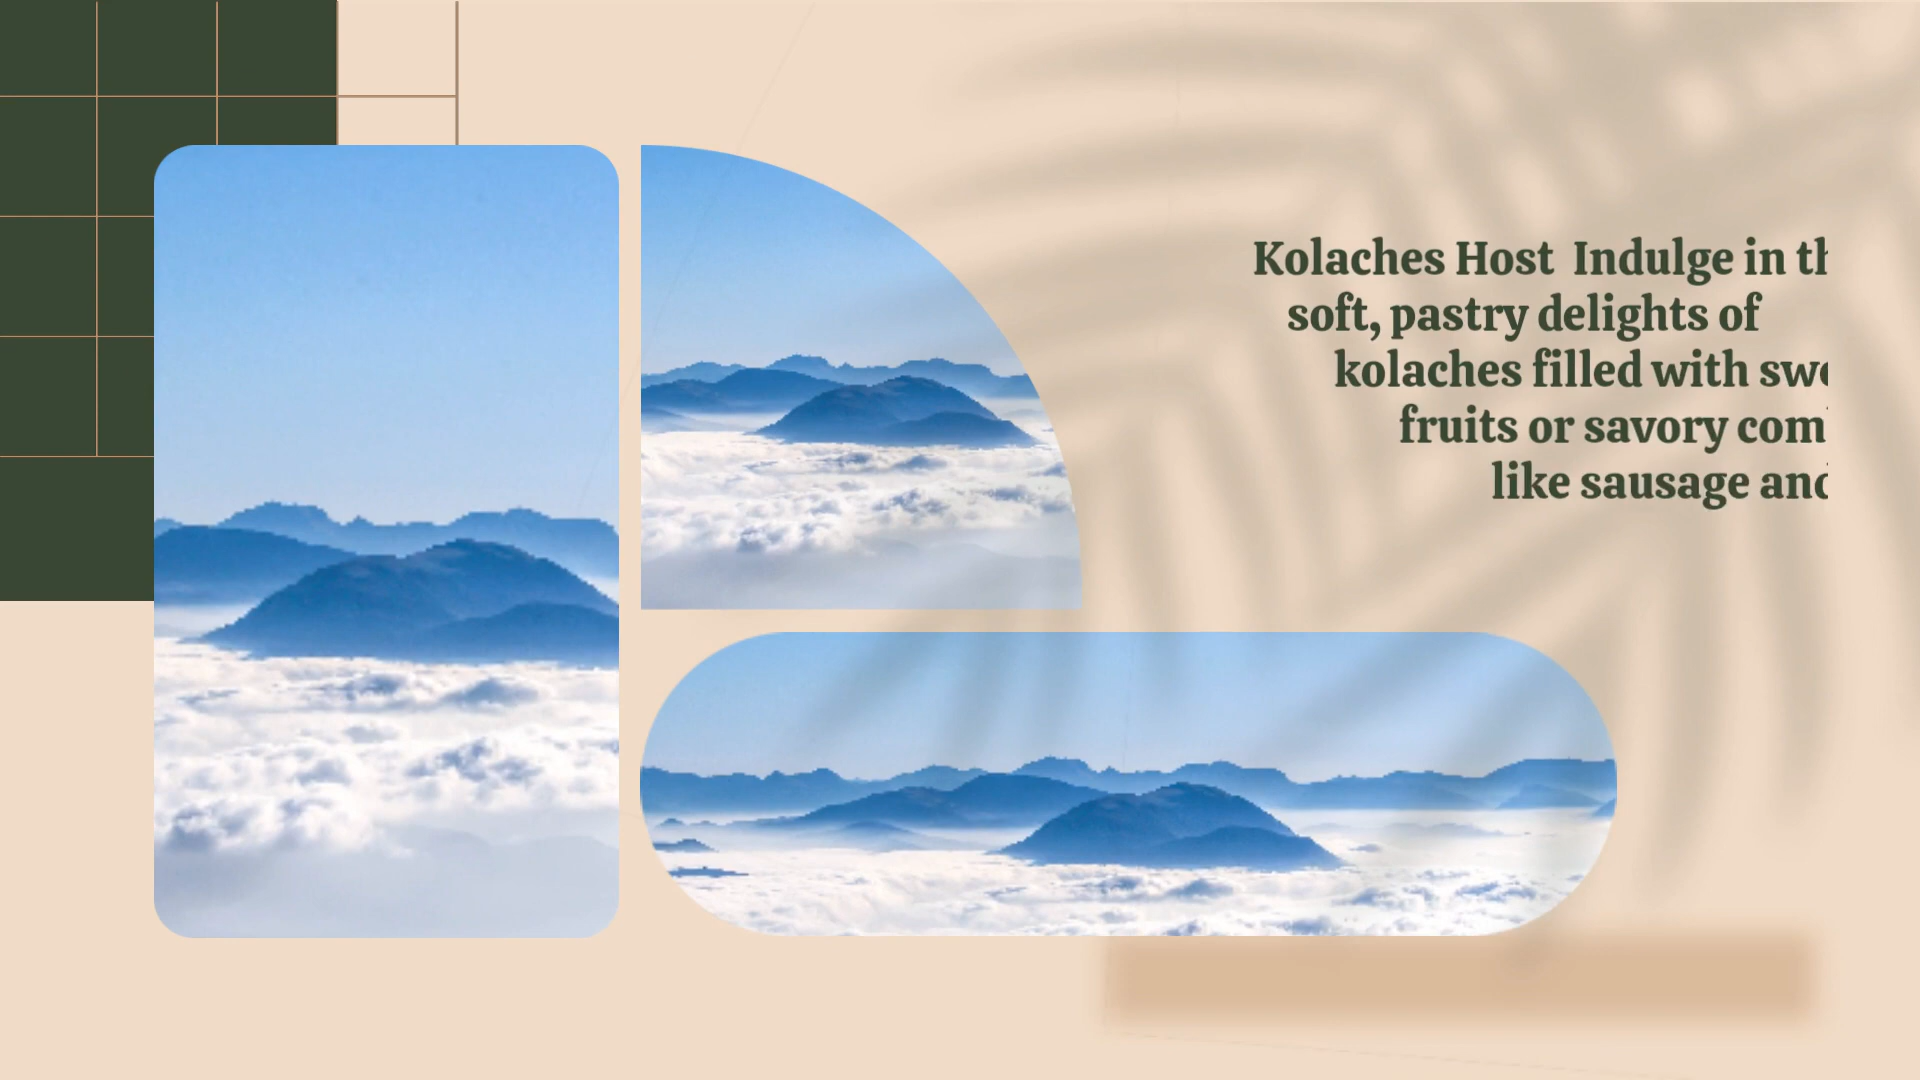 Kolaches Host Indulge in
soft, pastry delights of
kolaches filled with
fruits or savory
like sausage